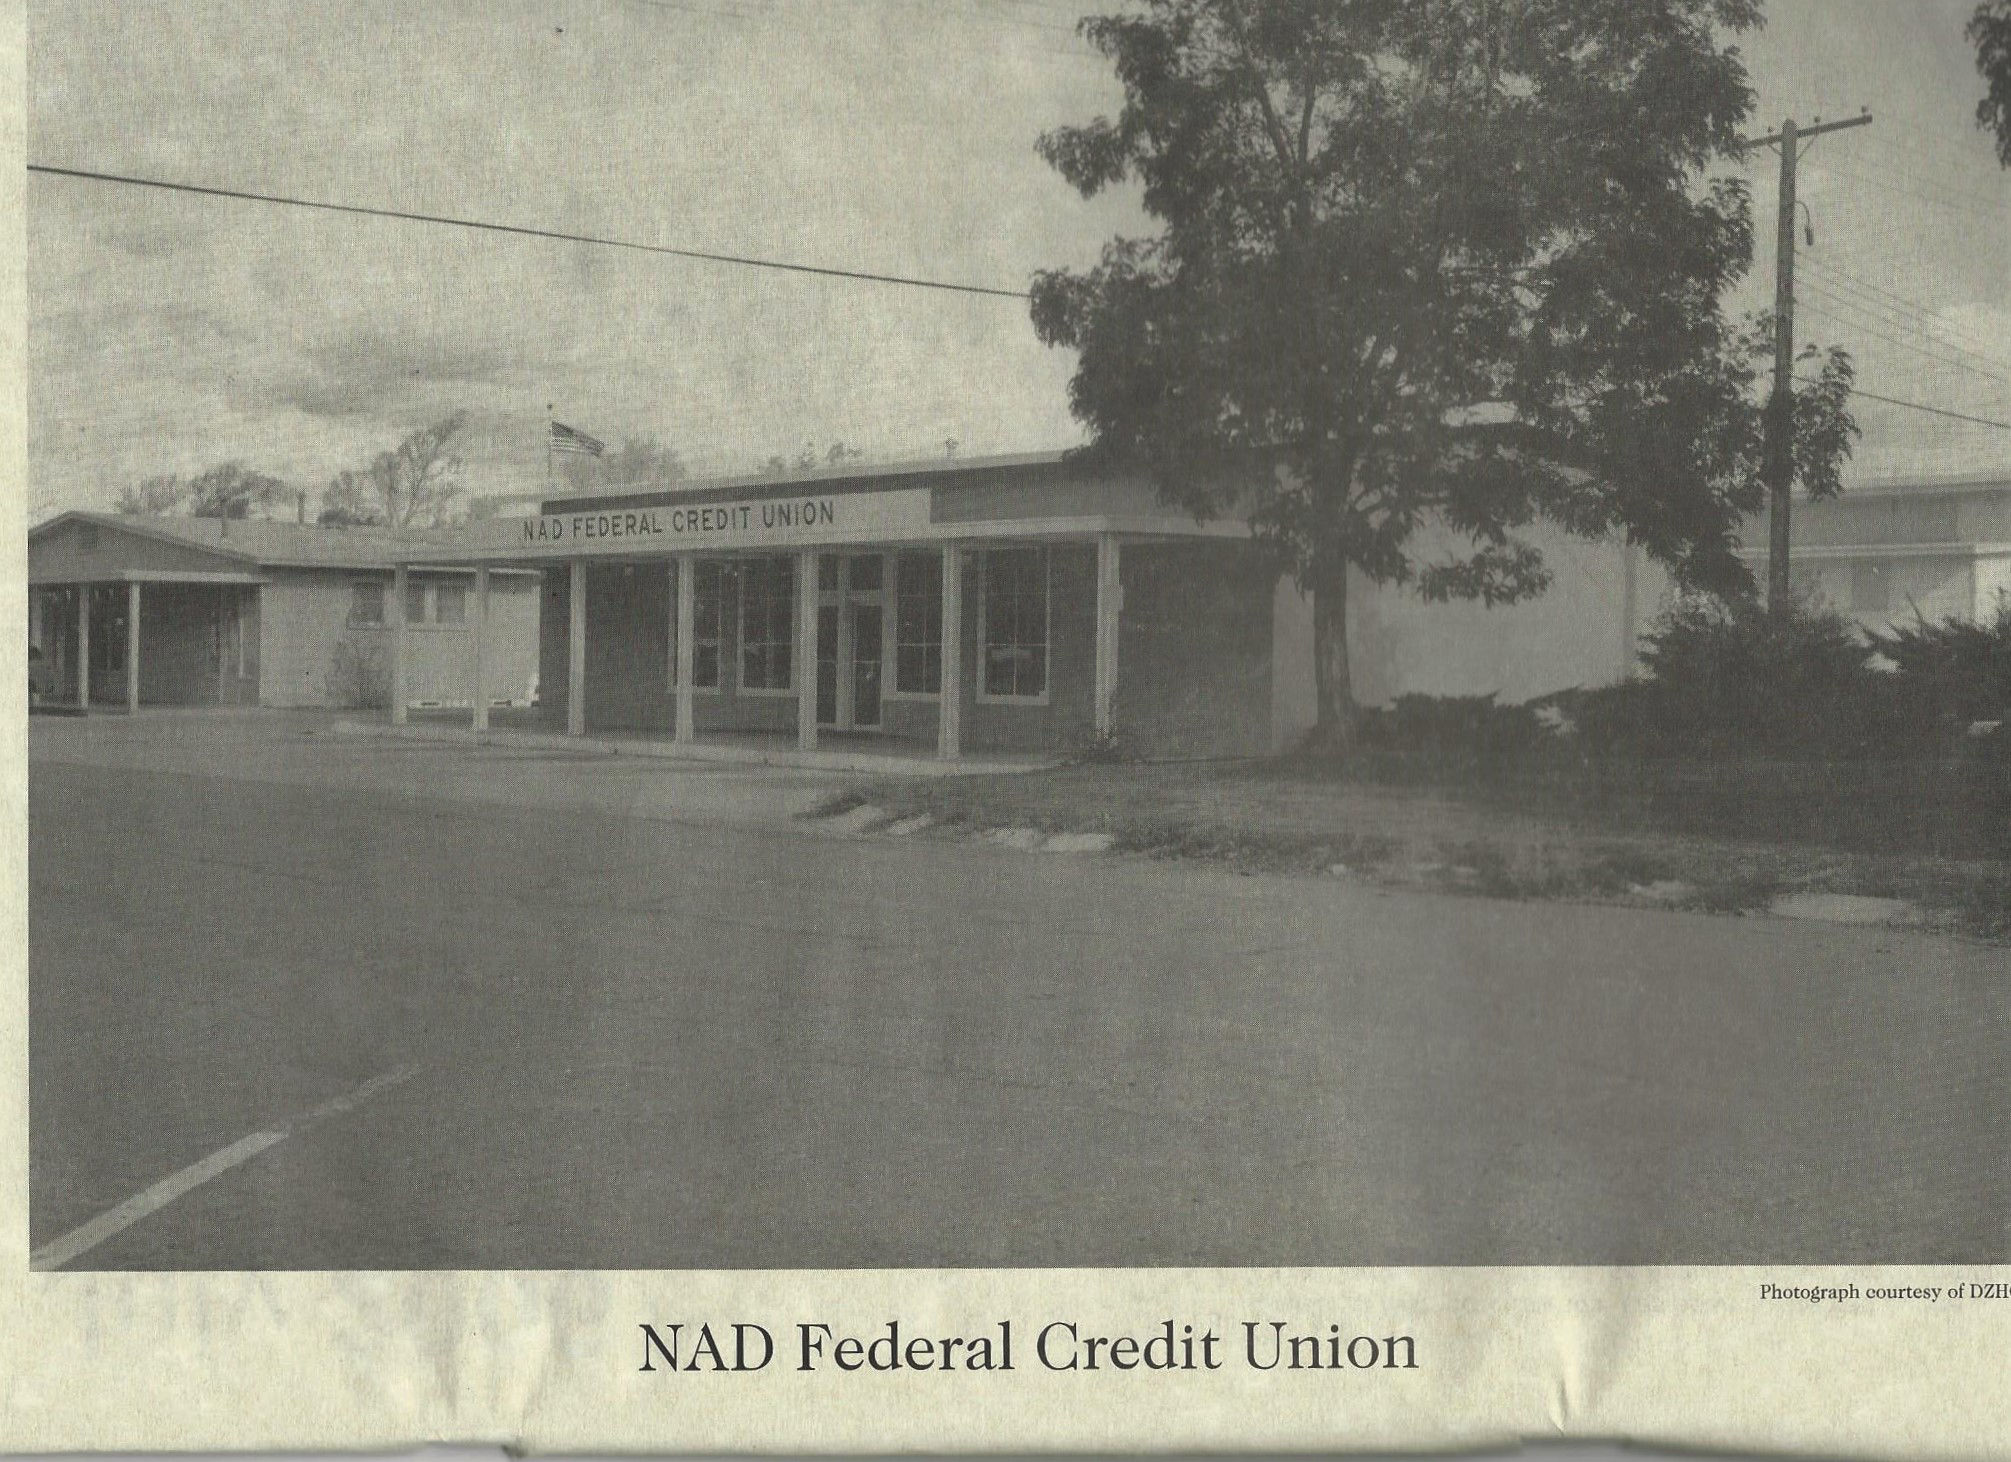 NAD FEDERAL CREDIT UNION
Photograph courtesy of
NAD Federal Credit Union